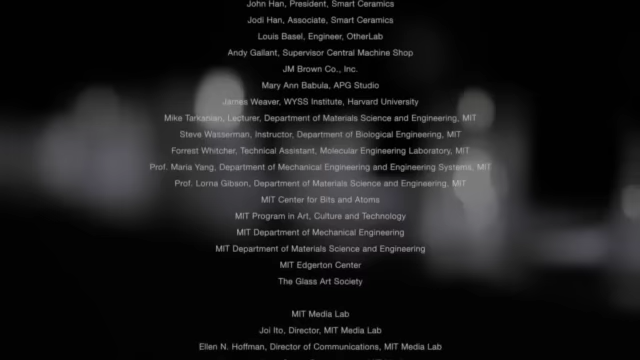 John Han, President, Smart Ceramics
Jodi Han, Associate, Smart Ceramics
Louis Basel, Engineer, OtherLab
Andy Gallant, Supervisor Central Machine Shop
JM Brown Co., Inc.
Mary Ann Babula, APG Studio
James Weaver, WYSS Institute, Harvard University
Mike Tarkanian, Lecturer, Department of Materials Science and Engineering, MIT
Steve Wasserman, Instructor, Department of Biological Engineering, MIT
Forrest Whitcher, Technical Assistant, Molecular Engineering Laboratory, MIT
Prof. Maria Yang, Department of Mechanical Engineering and Engineering Systems, MIT
Prof. Lorna Gibson, Department of Materials Science and Engineering, MIT
MIT Center for Bits and Atoms
MIT Program in Art, Culture and Technology
MIT Department of Mechanical Engineering
MIT Department of Materials Science and Engineering
MIT Edgerton Center
The Glass Art Society
MIT Media Lab
Joi Ito, Director, MIT Media Lab
Ellen N. Hoffman, Director of Communications, MIT Media Lab